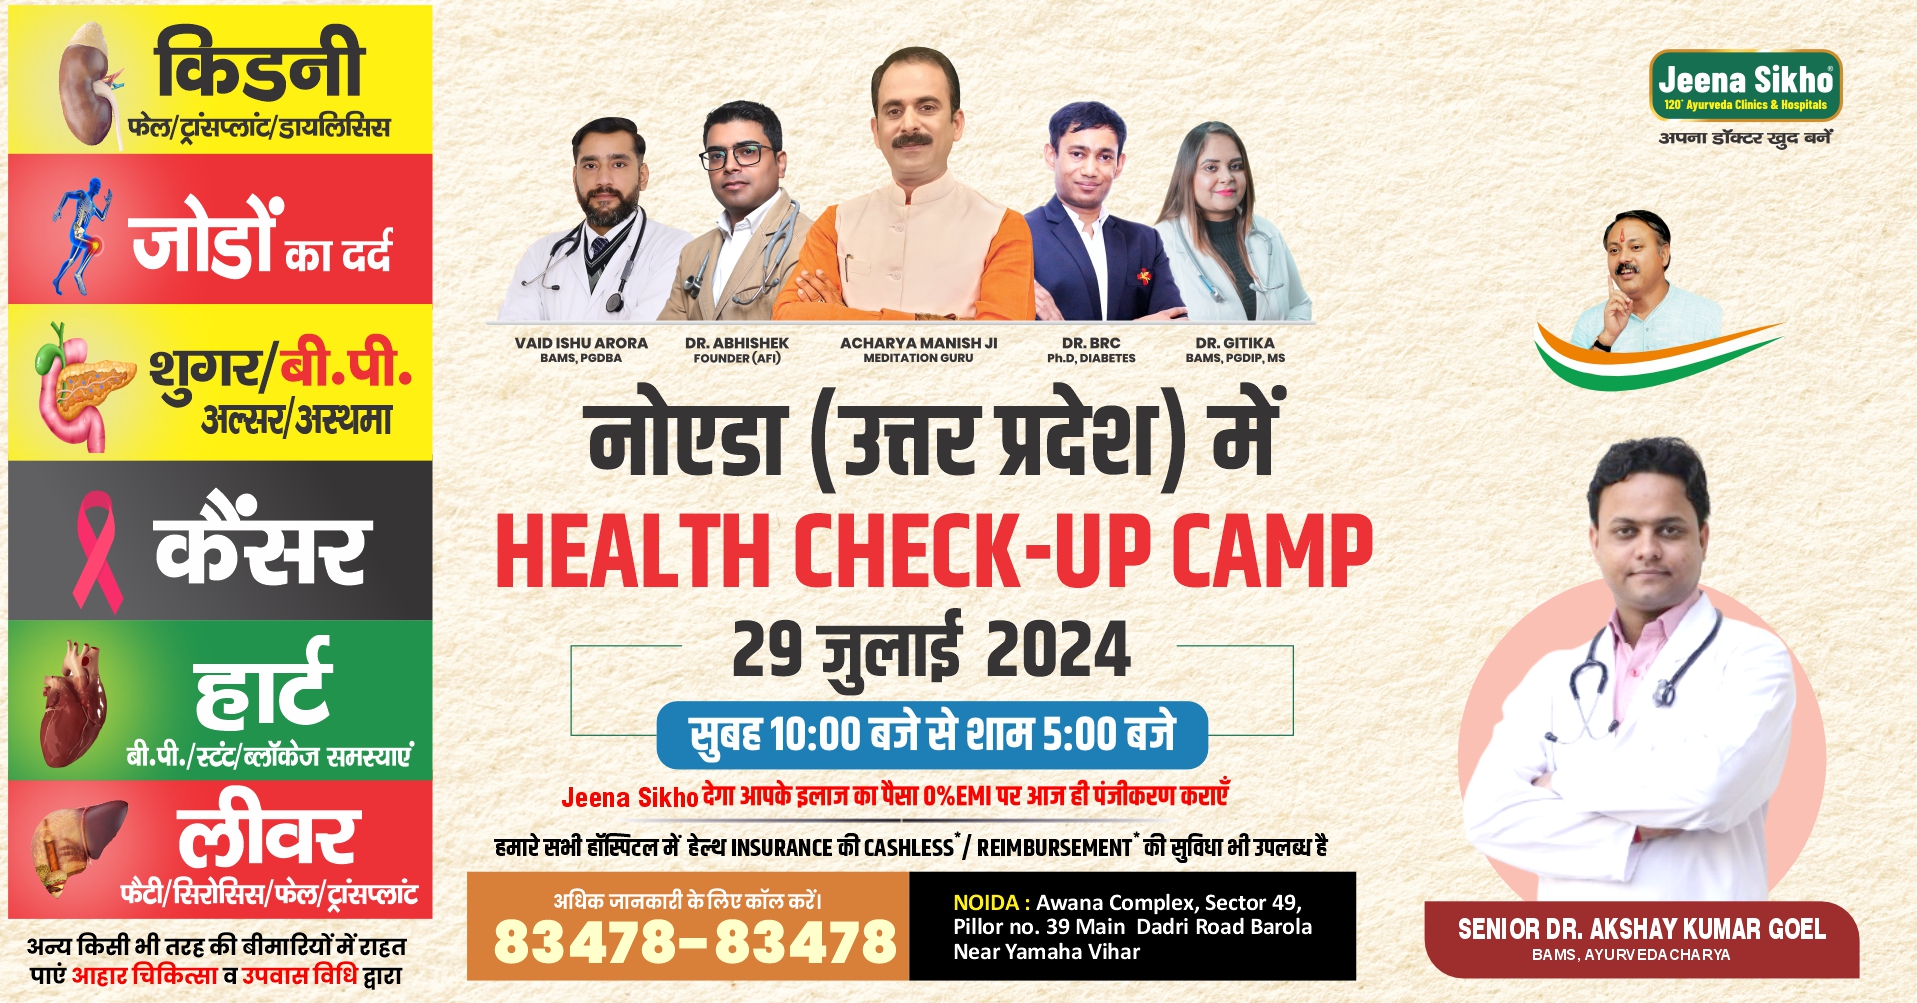 किडनी
फेल/ट्रांसप्लांट/डायलिसिस
जोडों का दर्द
शुगर/बी.पी.
अल्सर/अस्थमा
कैंसर
हार्ट
बी.पी./स्टंट/ब्लॉकेज समस्याएं
लीवर
फैटी/सिरोसिस/फेल/ट्रांसप्लांट
अन्य किसी भी तरह की बीमारियों में राहत
पाएं आहार चिकित्सा व उपवास विधि द्वारा
VAID ISHU ARORA
BAMS, PGDBA
DR. ABHISHEK
FOUNDER (AFI)
ACHARYA MANISH JI
MEDITATION GURU
DR. BRC
Ph.D, DIABETES
DR. GITIKA
BAMS, PGDIP, MS
नोएडा (उत्तर प्रदेश) में
HEALTH CHECK-UP CAMP
29 जुलाई 2024
सुबह 10:00 बजे से शाम 5:00 बजे
Jeena Sikho देगा आपके इलाज का पैसा 0%EMI पर आज ही पंजीकरण कराएँ
हमारे सभी हॉस्पिटल में हेल्थ INSURANCE की CASHLESS*/ REIMBURSEMENT* की सुविधा भी उपलब्ध है
अधिक जानकारी के लिए कॉल करें।
83478-83478
NOIDA : Awana Complex, Sector 49,
Pillor no. 39 Main Dadri Road Barola
Near Yamaha Vihar
Jeena Sikho®
120+ Ayurveda Clinics & Hospitals
अपना डॉक्टर खुद बनें
SENIOR DR. AKSHAY KUMAR GOEL
BAMS, AYURVEDACHARYA